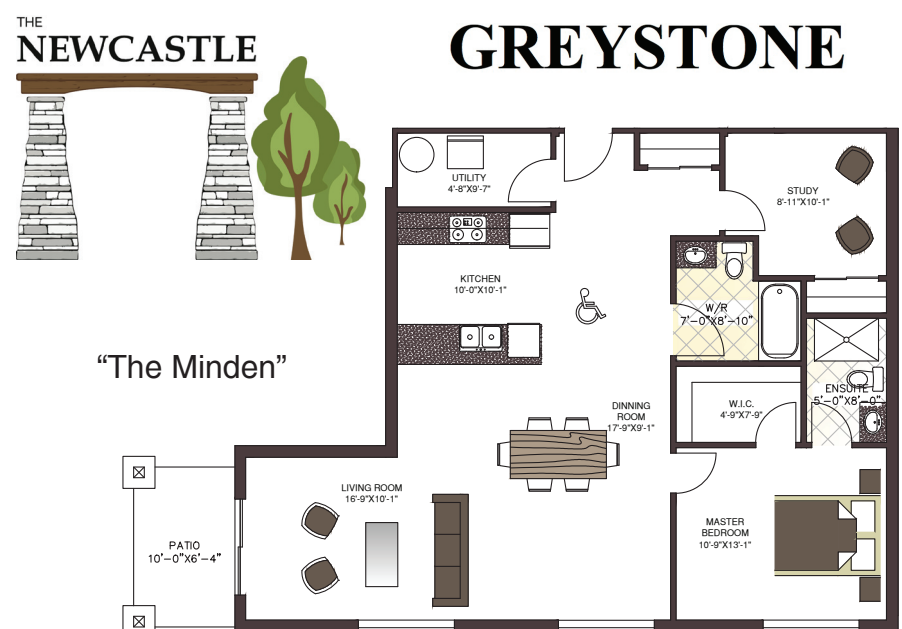 THE
NEWCASTLE
GREYSTONE
“The Minden”
UTILITY
4'-8"X9'-7"
STUDY
8'-11"X10'-1"
KITCHEN
10'-0"X10'-1"
W/R
7'-0"X8'-10"
ENSUITE
5'-0"X8'-0"
W.I.C.
4'-9"X7'-9"
DINNING
ROOM
17'-9"X9'-1"
LIVING ROOM
16'-9"X10'-1"
MASTER
BEDROOM
10'-9"X13'-1"
PATIO
10'-0"X6'-4"